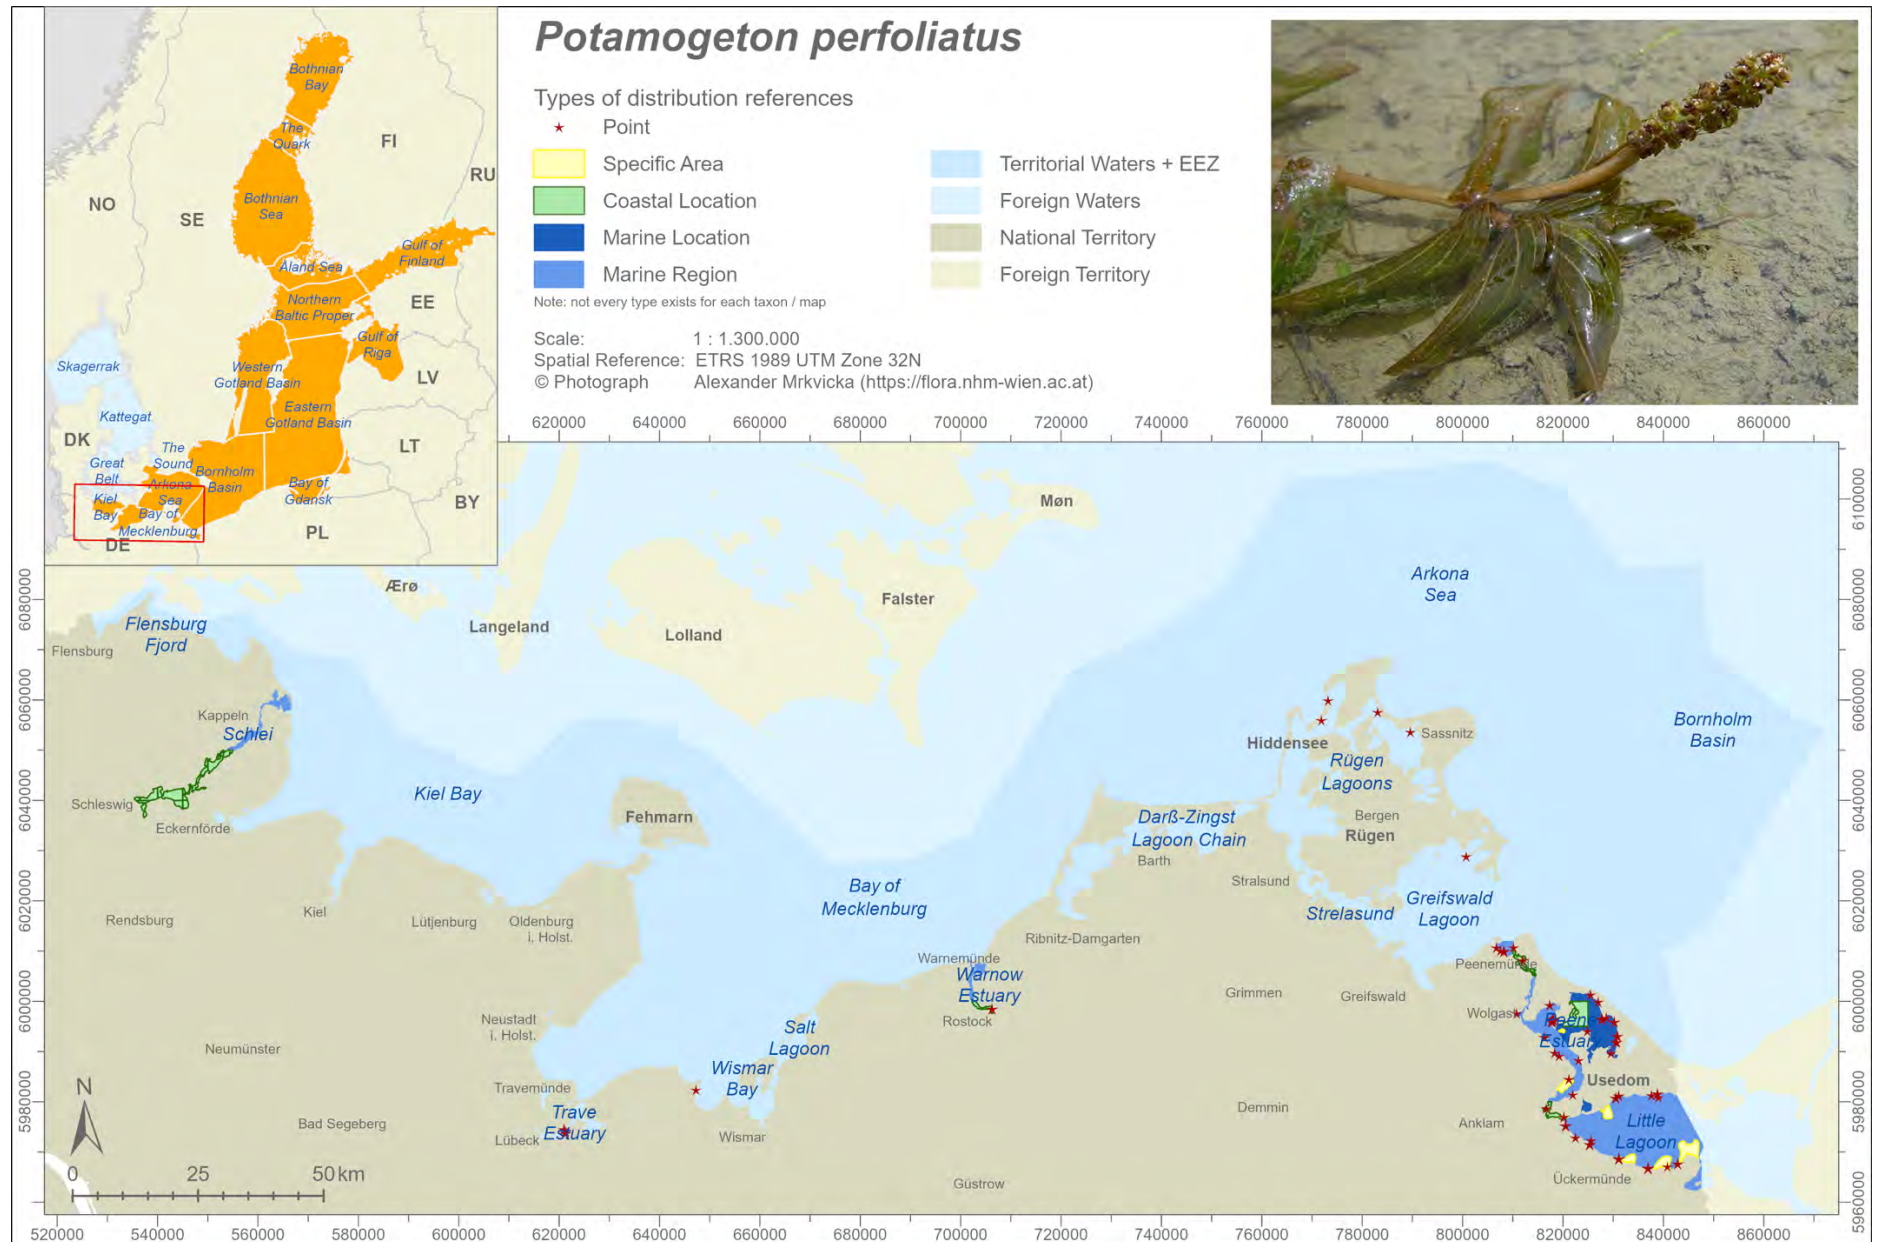 Potamogeton perfoliatus
Types of distribution references
Point
Specific Area
Coastal Location
Marine Location
Marine Region
Territorial Waters + EEZ
Foreign Waters
National Territory
Foreign Territory
Note: not every type exists for each taxon / map
Scale: 1 : 1.300.000
Spatial Reference: ETRS 1989 UTM Zone 32N
© Photograph Alexander Mrkvicka (https://flora.nhm-wien.ac.at)
Bothnian
Bay
The
Quark
FI
RU
NO
SE
Bothnian
Sea
Gulf of
Finland
Åland Sea
Northern
Baltic Proper
EE
Gulf of
Riga
Skagerrak
Western
Gotland Basin
LV
Kattegat
Eastern
Gotland Basin
DK
The
Sound
LT
Great
Belt
Bornholm
Basin
Arkona
Sea
Bay of
Gdansk
Kiel
Bay
Bay of
Mecklenburg
BY
PL
DE
620000 640000 660000 680000 700000 720000 740000 760000 780000 800000 820000 840000 860000
6100000
6080000
6060000
6040000
6020000
6000000
5980000
5960000
6080000
6060000
6040000
6020000
6000000
5980000
Møn
Ærø
Langeland
Lolland
Falster
Arkona
Sea
Flensburg
Fjord
Flensburg
Kappeln
Schlei
Schleswig
Eckernförde
Kiel Bay
Fehmarn
Hiddensee
Sassnitz
Rügen
Lagoons
Bergen
Rügen
Bornholm
Basin
Darß-Zingst
Lagoon Chain
Barth
Stralsund
Strelasund
Greifswald
Lagoon
Bay of
Mecklenburg
Rendsburg
Kiel
Lütjenburg
Oldenburg
i. Holst.
Ribnitz-Damgarten
Warnemünde
Warnow
Estuary
Rostock
Grimmen
Greifswald
Peenemünde
Wolgast
Peene
Estuary
Usedom
Neustadt
i. Holst.
Salt
Lagoon
Wismar
Bay
Neumünster
Travemünde
Trave
Estuary
Bad Segeberg
Lübeck
Wismar
Demmin
Anklam
Little
Lagoon
Güstrow
Ückermünde
N
0 25 50 km
520000 540000 560000 580000 600000 620000 640000 660000 680000 700000 720000 740000 760000 780000 800000 820000 840000 860000